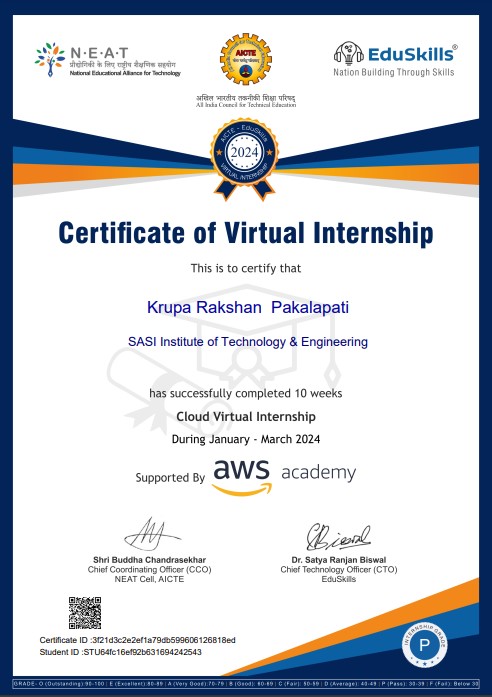 N·E·A·T
प्रौद्योगिकी के लिए राष्ट्रीय शैक्षणिक सहयोग
National Educational Alliance for Technology
AICTE
EduSkills®
Nation Building Through Skills
अखिल भारतीय तकनीकी शिक्षा परिषद्
All India Council for Technical Education
AICTE - EduSkills
2024
VIRTUAL INTERNSHIP
Certificate of Virtual Internship
This is to certify that
Krupa Rakshan Pakalapati
SASI Institute of Technology & Engineering
has successfully completed 10 weeks
Cloud Virtual Internship
During January - March 2024
Supported By aws academy
Shri Buddha Chandrasekhar
Chief Coordinating Officer (CCO)
NEAT Cell, AICTE
Dr. Satya Ranjan Biswal
Chief Technology Officer (CTO)
EduSkills
Certificate ID :3f21d3c2e2ef1a79db599606126818ed
Student ID :STU64fc16ef92b631694242543
INTERNSHIP GRADE
P
GRADE:- O (Outstanding):90-100 | E (Excellent):80-89 | A (Very Good):70-79 | B (Good): 60-69 | C (Fair): 50-59 | D (Average): 40-49 | P (Pass): 30-39 | F (Fail): Below 30